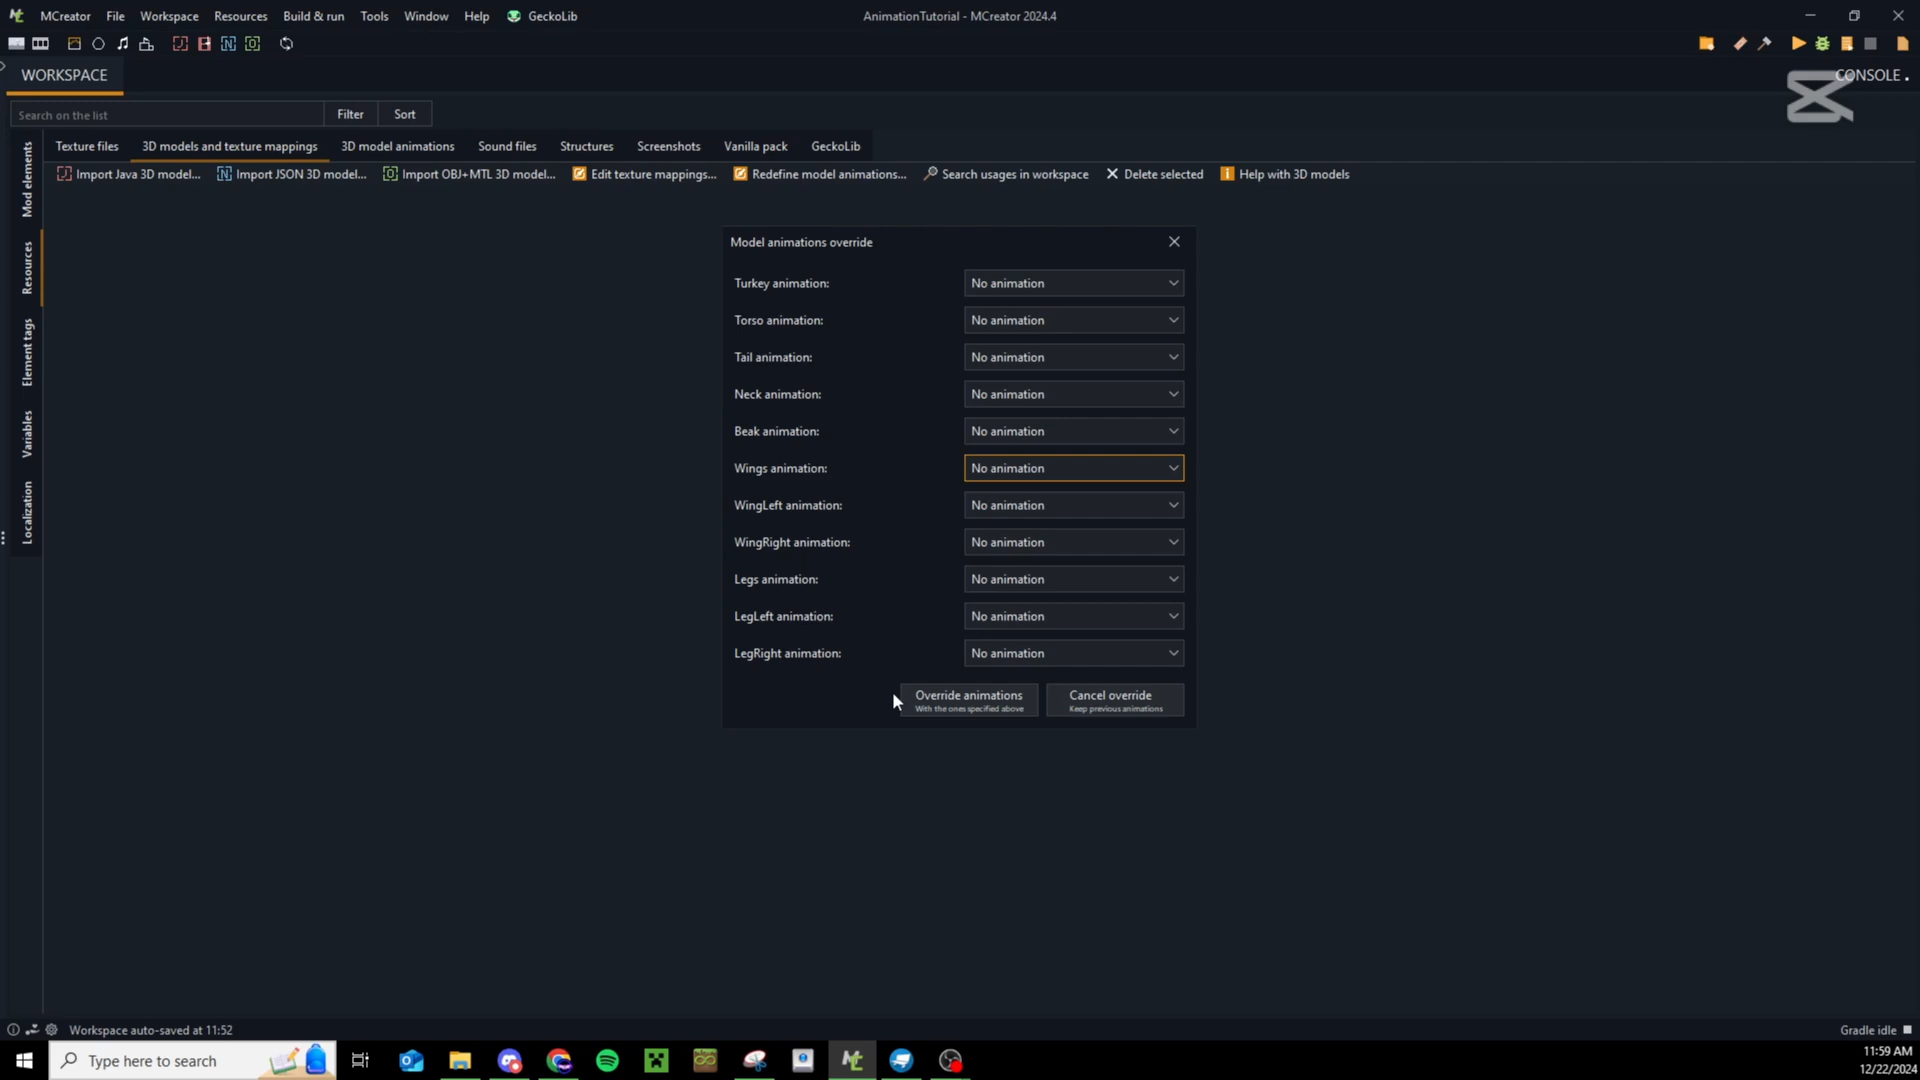 MCreator File Workspace Resources Build & run Tools Window Help GeckoLib
AnimationTutorial - MCreator 2024.4
WORKSPACE
CONSOLE
Search on the list
Filter
Sort
Texture files 3D models and texture mappings 3D model animations Sound files Structures Screenshots Vanilla pack GeckoLib
Import Java 3D model... Import JSON 3D model... Import OBJ+MTL 3D model... Edit texture mappings... Redefine model animations... Search usages in workspace Delete selected Help with 3D models
Mod elements
Resources
Element tags
Variables
Localization
Model animations override
Turkey animation: No animation
Torso animation: No animation
Tail animation: No animation
Neck animation: No animation
Beak animation: No animation
Wings animation: No animation
WingLeft animation: No animation
WingRight animation: No animation
Legs animation: No animation
LegLeft animation: No animation
LegRight animation: No animation
Override animations
With the ones specified above
Cancel override
Keep previous animations
Workspace auto-saved at 11:52
Gradle idle
Type here to search
11:59 AM
12/22/2024